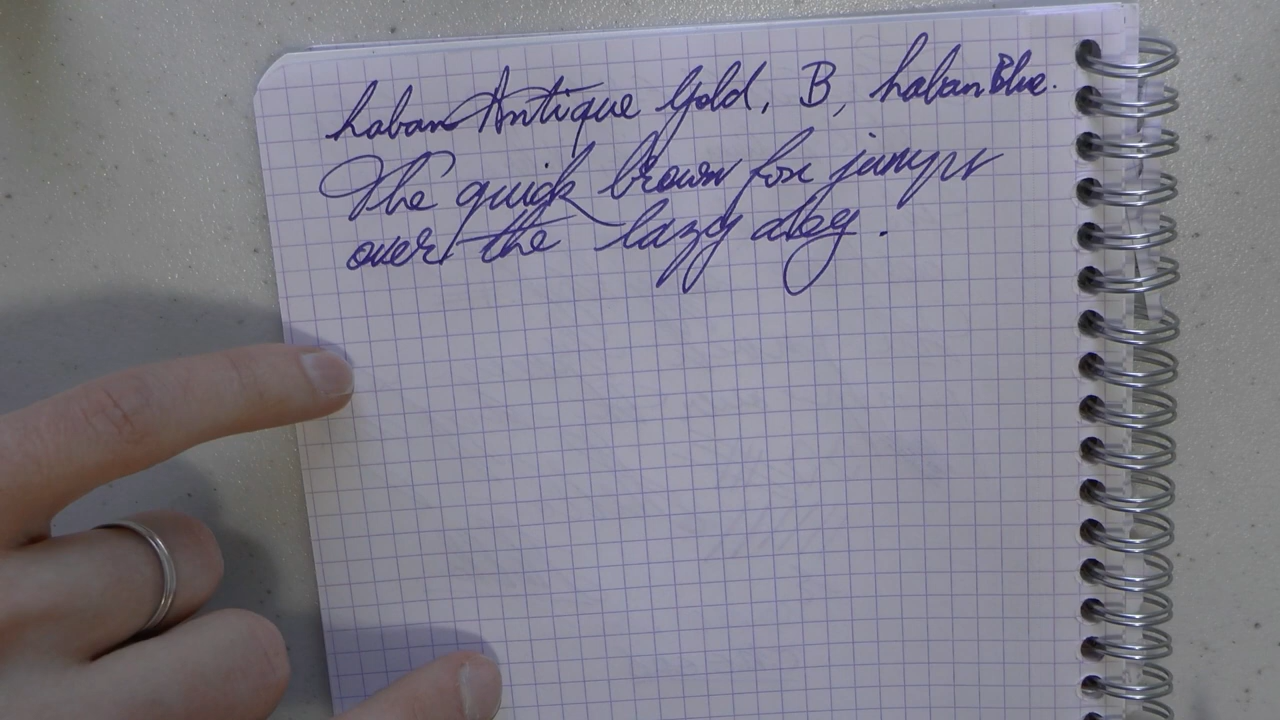 Laban Antique Gold, B, Laban Blue.
The quick brown fox jumps
over the lazy dog.